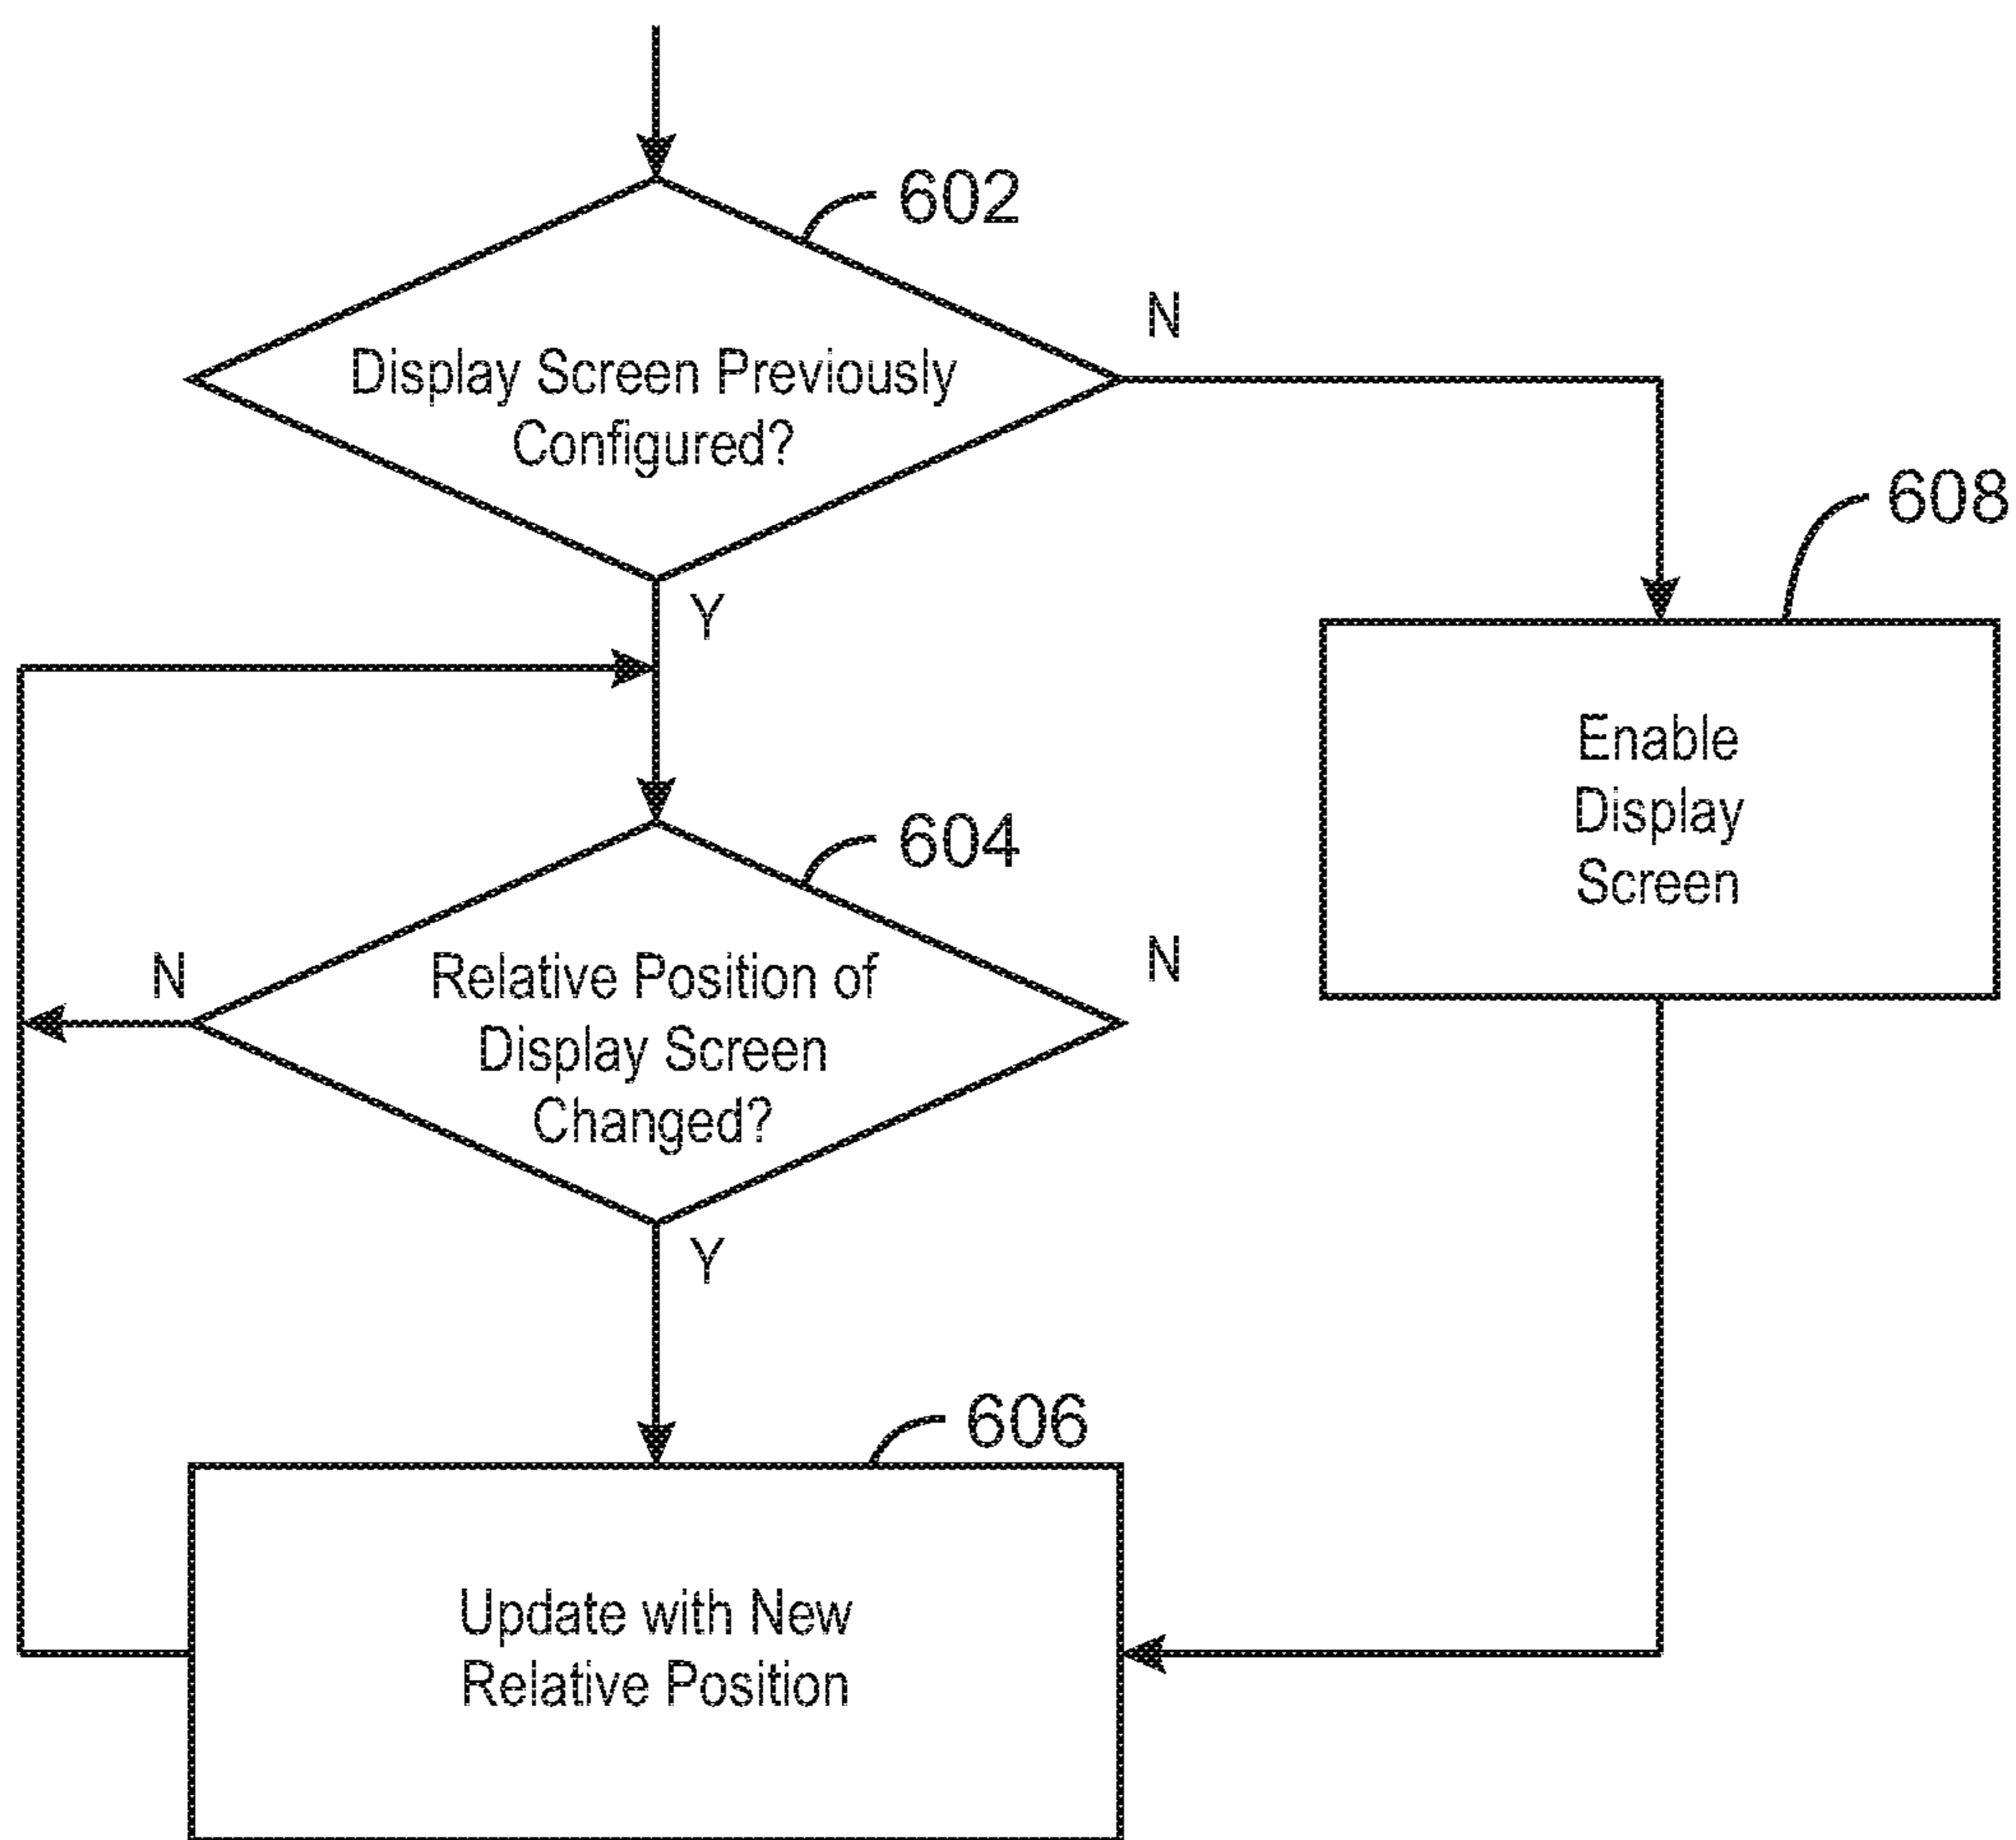 602
Display Screen Previously
Configured?
N
Y
608
Enable
Display
Screen
604
N
Relative Position of
Display Screen
Changed?
N
Y
606
Update with New
Relative Position